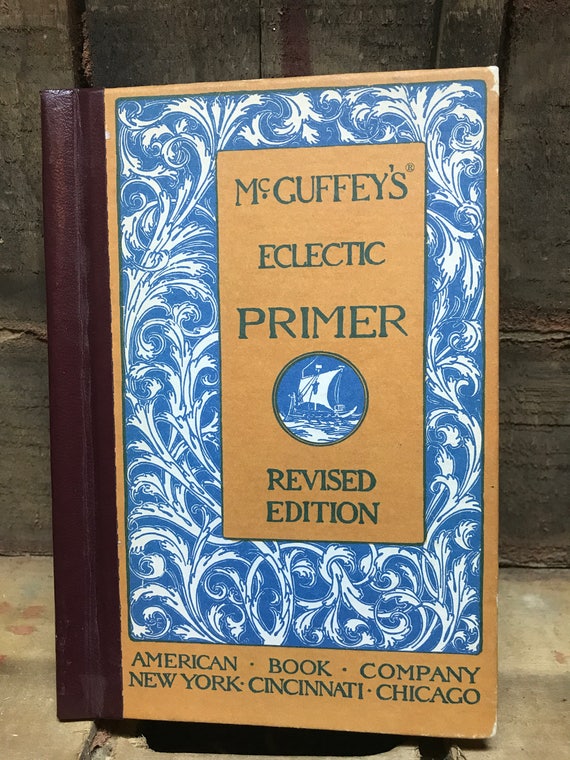 McGUFFEY'S®
ECLECTIC
PRIMER
REVISED
EDITION
AMERICAN · BOOK · COMPANY
NEW YORK · CINCINNATI · CHICAGO